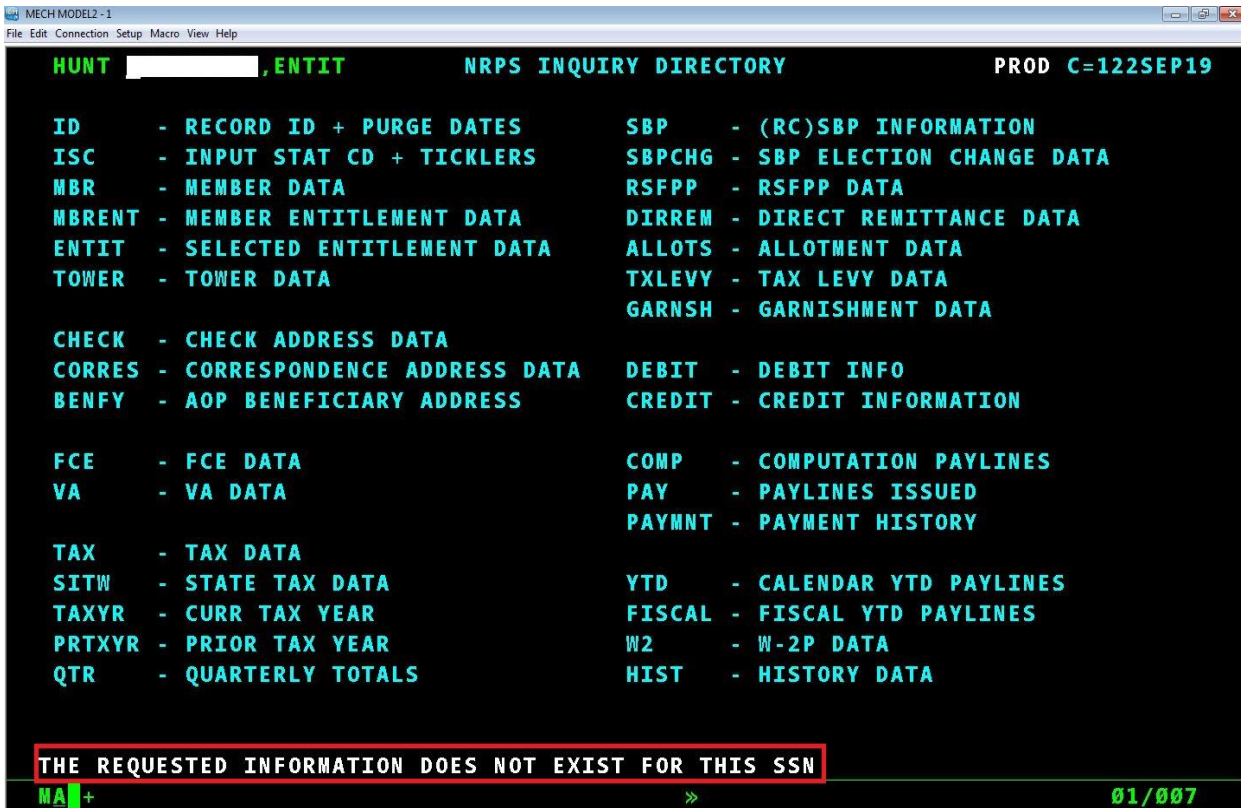 MECH MODEL2 - 1
File Edit Connection Setup Macro View Help
HUNT ,ENTIT NRPS INQUIRY DIRECTORY PROD C=122SEP19
ID - RECORD ID + PURGE DATES SBP - (RC)SBP INFORMATION
ISC - INPUT STAT CD + TICKLERS SBPCHG - SBP ELECTION CHANGE DATA
MBR - MEMBER DATA RSFPP - RSFPP DATA
MBRENT - MEMBER ENTITLEMENT DATA DIRREM - DIRECT REMITTANCE DATA
ENTIT - SELECTED ENTITLEMENT DATA ALLOTS - ALLOTMENT DATA
TOWER - TOWER DATA TXLEVY - TAX LEVY DATA
GARNSH - GARNISHMENT DATA
CHECK - CHECK ADDRESS DATA
CORRES - CORRESPONDENCE ADDRESS DATA DEBIT - DEBIT INFO
BENFY - AOP BENEFICIARY ADDRESS CREDIT - CREDIT INFORMATION
FCE - FCE DATA COMP - COMPUTATION PAYLINES
VA - VA DATA PAY - PAYLINES ISSUED
PAYMNT - PAYMENT HISTORY
TAX - TAX DATA
SITW - STATE TAX DATA YTD - CALENDAR YTD PAYLINES
TAXYR - CURR TAX YEAR FISCAL - FISCAL YTD PAYLINES
PRTXYR - PRIOR TAX YEAR W2 - W-2P DATA
QTR - QUARTERLY TOTALS HIST - HISTORY DATA
THE REQUESTED INFORMATION DOES NOT EXIST FOR THIS SSN
MA + » 01/007